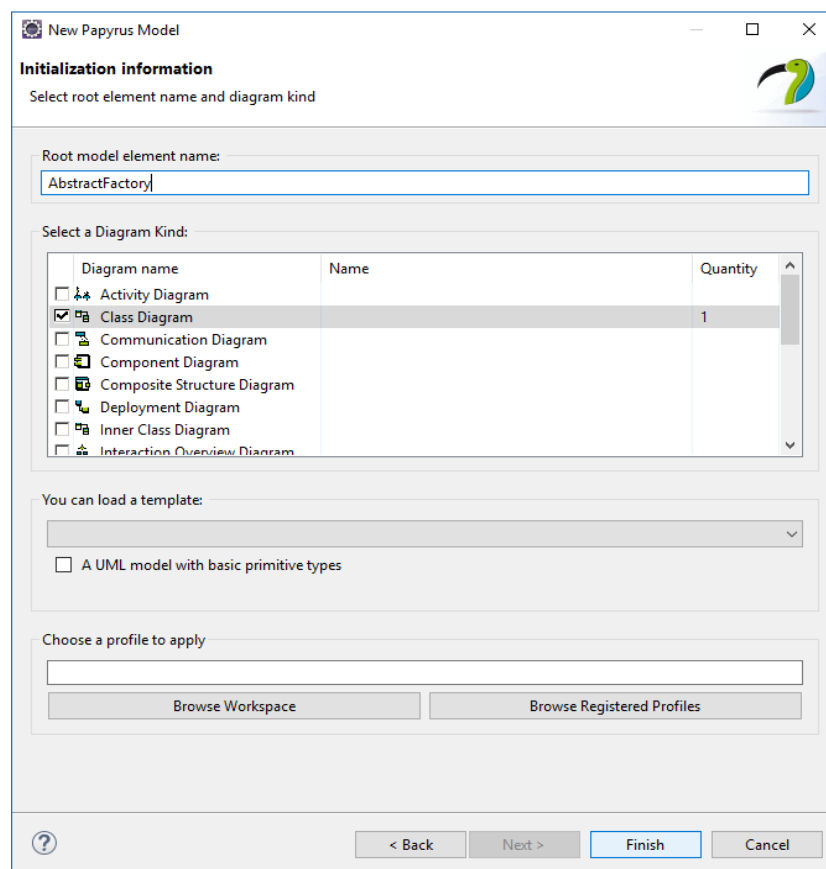 New Papyrus Model
Initialization information
Select root element name and diagram kind
Root model element name:
AbstractFactory
Select a Diagram Kind:
Diagram name Name Quantity
Activity Diagram
Class Diagram 1
Communication Diagram
Component Diagram
Composite Structure Diagram
Deployment Diagram
Inner Class Diagram
Interaction Overview Diagram
You can load a template:
A UML model with basic primitive types
Choose a profile to apply
Browse Workspace Browse Registered Profiles
? < Back Next > Finish Cancel